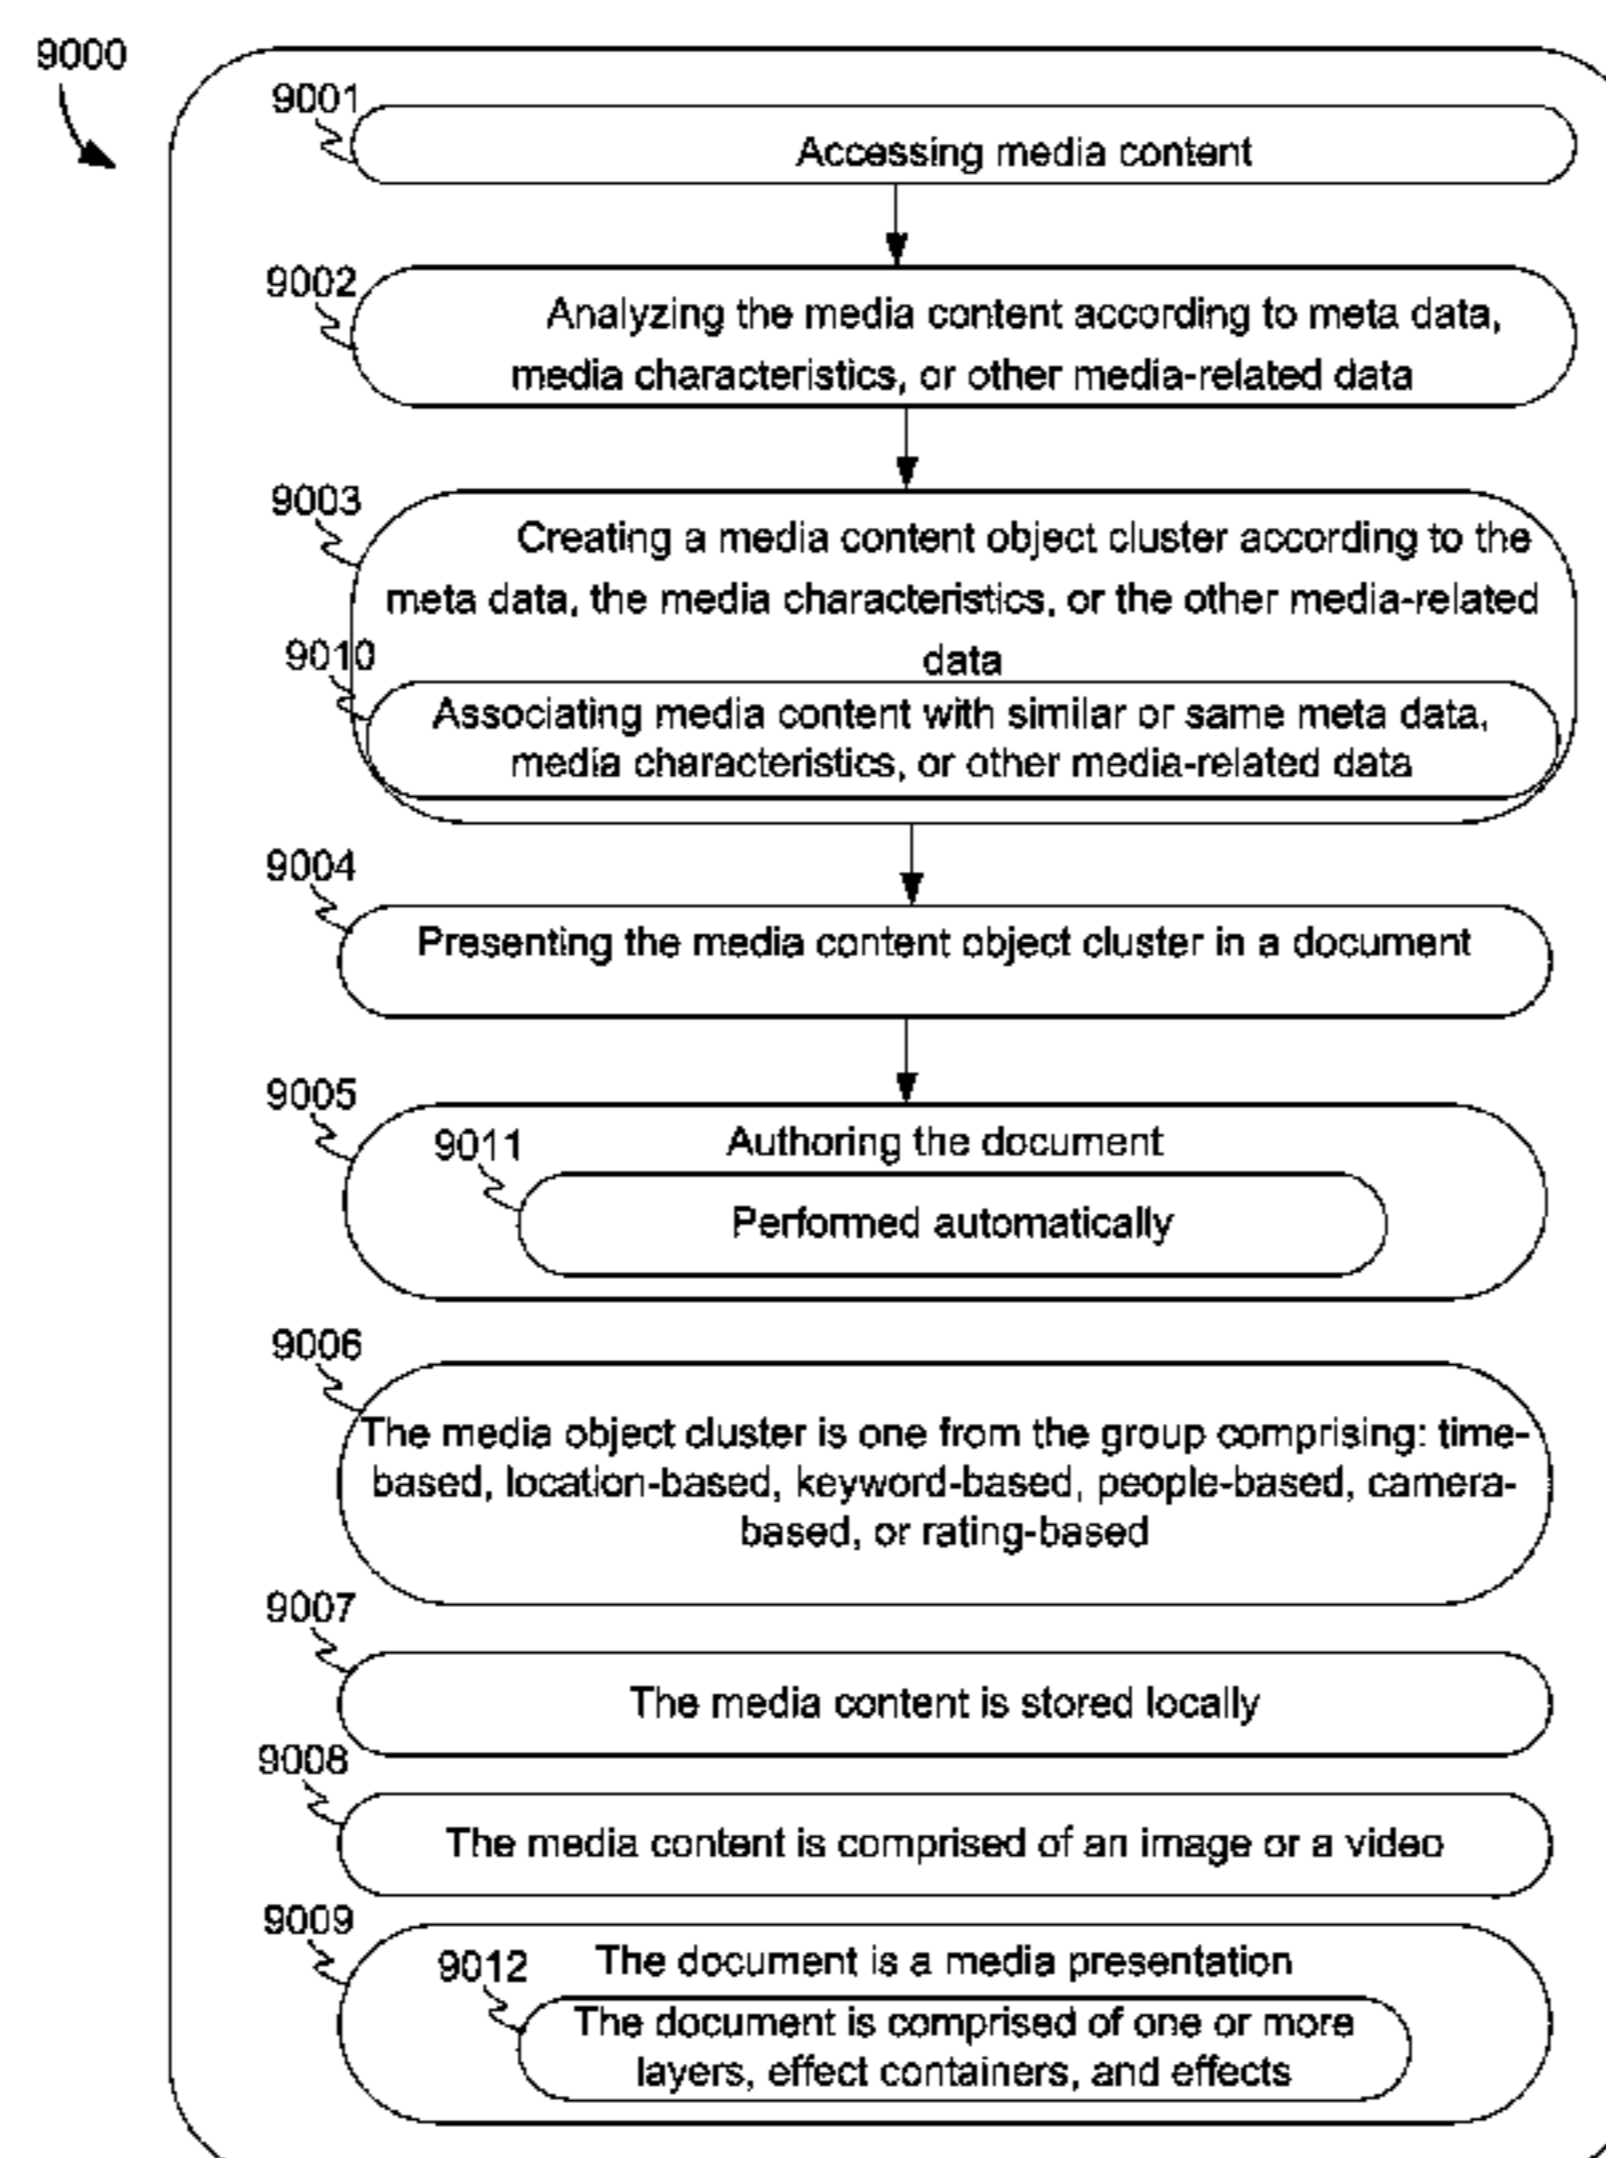 9000
9001
Accessing media content
9002
Analyzing the media content according to meta data,
media characteristics, or other media-related data
9003
Creating a media content object cluster according to the
meta data, the media characteristics, or the other media-related
data
9010
Associating media content with similar or same meta data,
media characteristics, or other media-related data
9004
Presenting the media content object cluster in a document
9005
Authoring the document
9011
Performed automatically
9006
The media object cluster is one from the group comprising: time-
based, location-based, keyword-based, people-based, camera-
based, or rating-based
9007
The media content is stored locally
9008
The media content is comprised of an image or a video
9009
The document is a media presentation
9012
The document is comprised of one or more
layers, effect containers, and effects